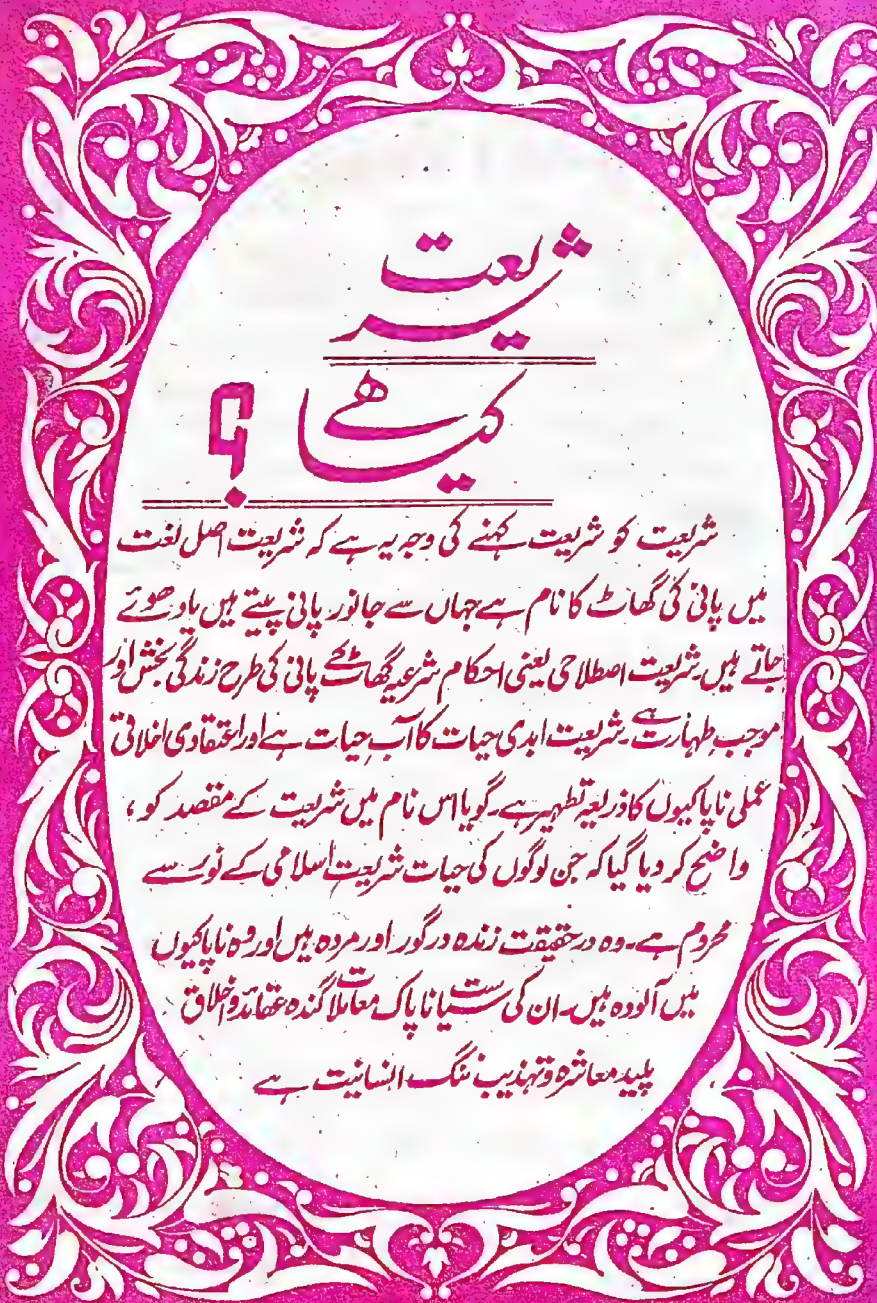 شریعت
کیا ھے ؟
شریعت کو شریعت کہنے کی وجہ یہ ہے کہ شریعت اصل لغت
میں پانی کی گھاٹ کا نام ہے جہاں سے جانور پانی پیتے ہیں یا دھوئے
جاتے ہیں۔ شریعت اصطلاحی یعنی احکام شرعیہ گھاٹ کے پانی کی طرح زندگی بخش اور
موجب طہارت ہے۔ شریعت ابدی حیات کا آبِ حیات ہے اور اعتقادی اخلاقی
عملی ناپاکیوں کا ذریعہ تطہیر ہے۔ گویا اس نام میں شریعت کے مقصد کو ،
واضح کر دیا گیا کہ جن لوگوں کی حیات شریعتِ اسلامی کے نور سے
محروم ہے۔ وہ درحقیقت زندہ درگور اور مردہ ہیں اور وہ ناپاکیوں
میں آلودہ ہیں۔ ان کی سیاست ناپاک معاملات گندہ عقائد و اخلاق
پلید معاشرہ و تہذیب ننگ انسانیت ہے